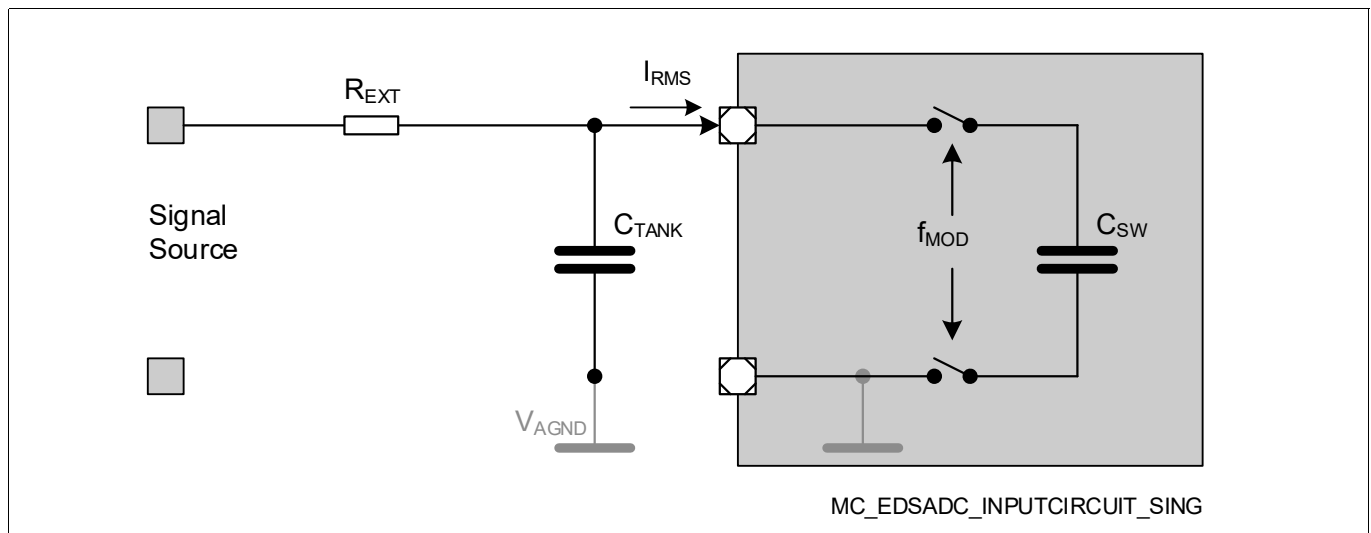 I_RMS
R_EXT
Signal
Source
C_TANK
f_MOD
C_SW
V_AGND
MC_EDSADC_INPUTCIRCUIT_SING